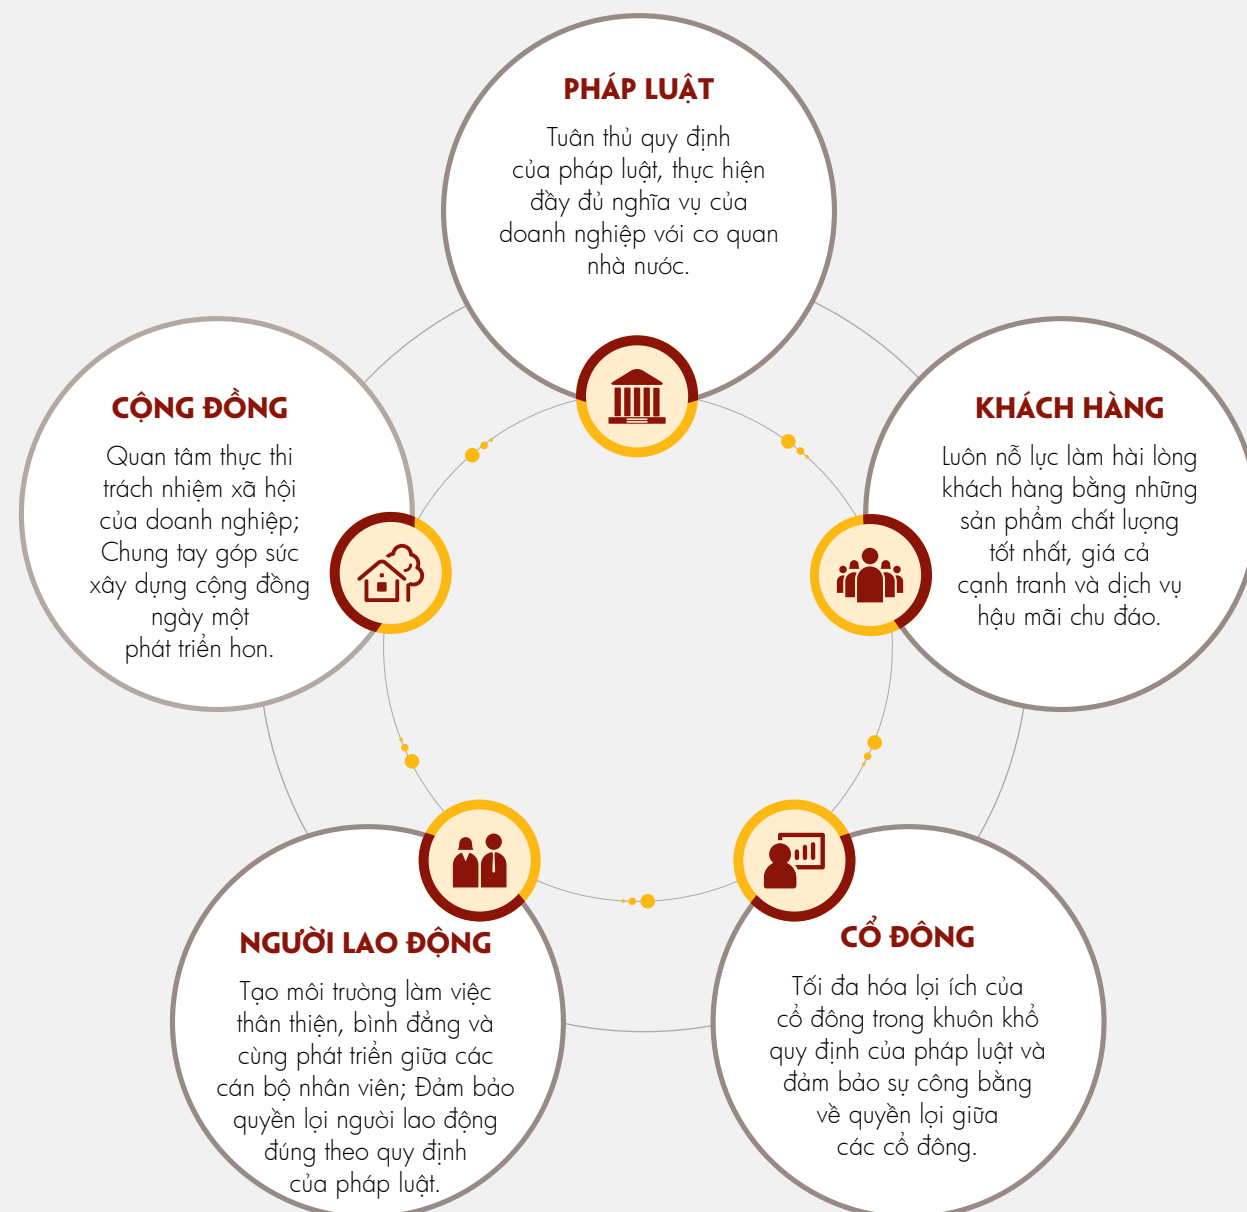 PHÁP LUẬT
Tuân thủ quy định
của pháp luật, thực hiện
đầy đủ nghĩa vụ của
doanh nghiệp với cơ quan
nhà nước.
CỘNG ĐỒNG
Quan tâm thực thi
trách nhiệm xã hội
của doanh nghiệp;
Chung tay góp sức
xây dựng cộng đồng
ngày một
phát triển hơn.
KHÁCH HÀNG
Luôn nỗ lực làm hài lòng
khách hàng bằng những
sản phẩm chất lượng
tốt nhất, giá cả
cạnh tranh và dịch vụ
hậu mãi chu đáo.
NGƯỜI LAO ĐỘNG
Tạo môi trường làm việc
thân thiện, bình đẳng và
cùng phát triển giữa các
cán bộ nhân viên; Đảm bảo
quyền lợi người lao động
đúng theo quy định
của pháp luật.
CỔ ĐÔNG
Tối đa hóa lợi ích của
cổ đông trong khuôn khổ
quy định của pháp luật và
đảm bảo sự công bằng
về quyền lợi giữa
các cổ đông.